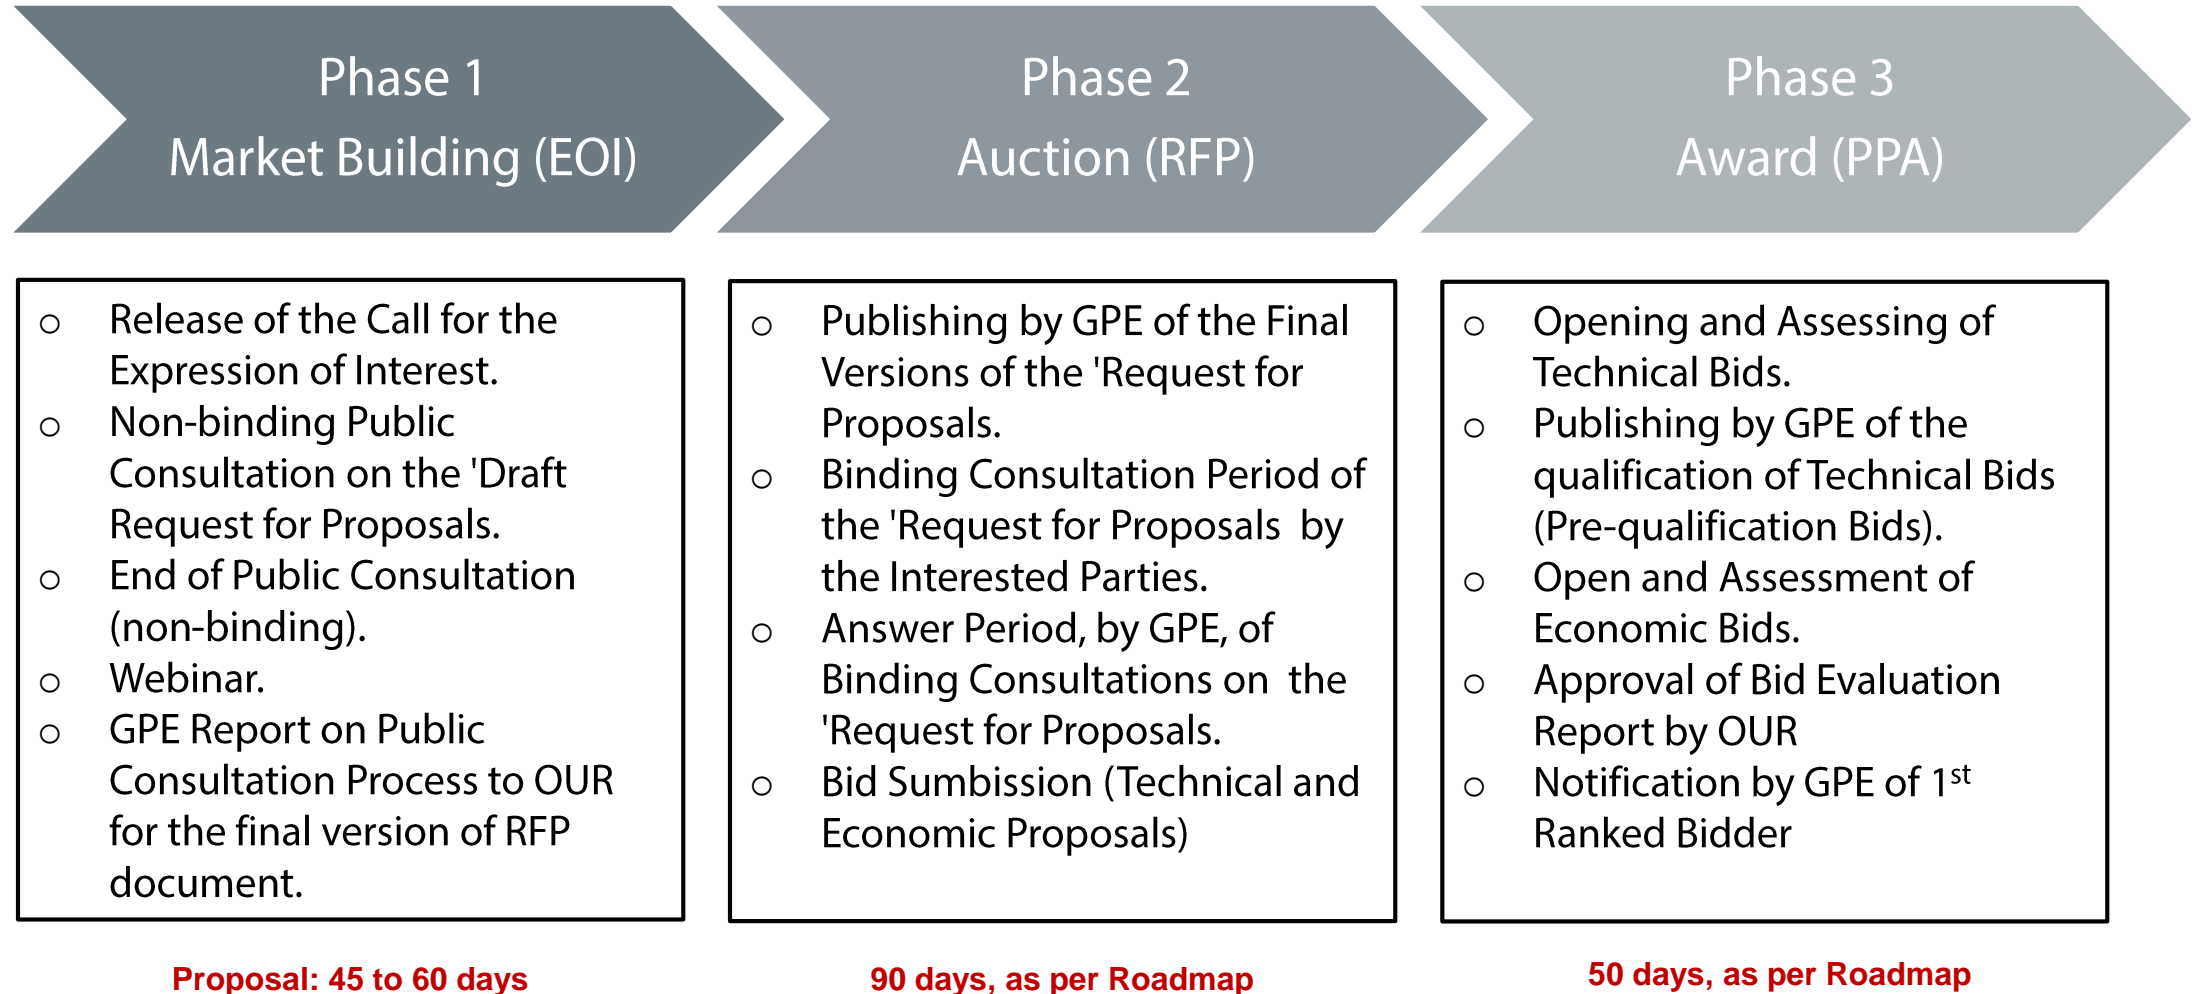 Phase 1
Market Building (EOI)
Phase 2
Auction (RFP)
Phase 3
Award (PPA)
○ Release of the Call for the
Expression of Interest.
○ Non-binding Public
Consultation on the 'Draft
Request for Proposals.
○ End of Public Consultation
(non-binding).
○ Webinar.
○ GPE Report on Public
Consultation Process to OUR
for the final version of RFP
document.
Proposal: 45 to 60 days
○ Publishing by GPE of the Final
Versions of the 'Request for
Proposals.
○ Binding Consultation Period of
the 'Request for Proposals  by
the Interested Parties.
○ Answer Period, by GPE, of
Binding Consultations on  the
'Request for Proposals.
○ Bid Sumbission (Technical and
Economic Proposals)
90 days, as per Roadmap
○ Opening and Assessing of
Technical Bids.
○ Publishing by GPE of the
qualification of Technical Bids
(Pre-qualification Bids).
○ Open and Assessment of
Economic Bids.
○ Approval of Bid Evaluation
Report by OUR
○ Notification by GPE of 1st
Ranked Bidder
50 days, as per Roadmap